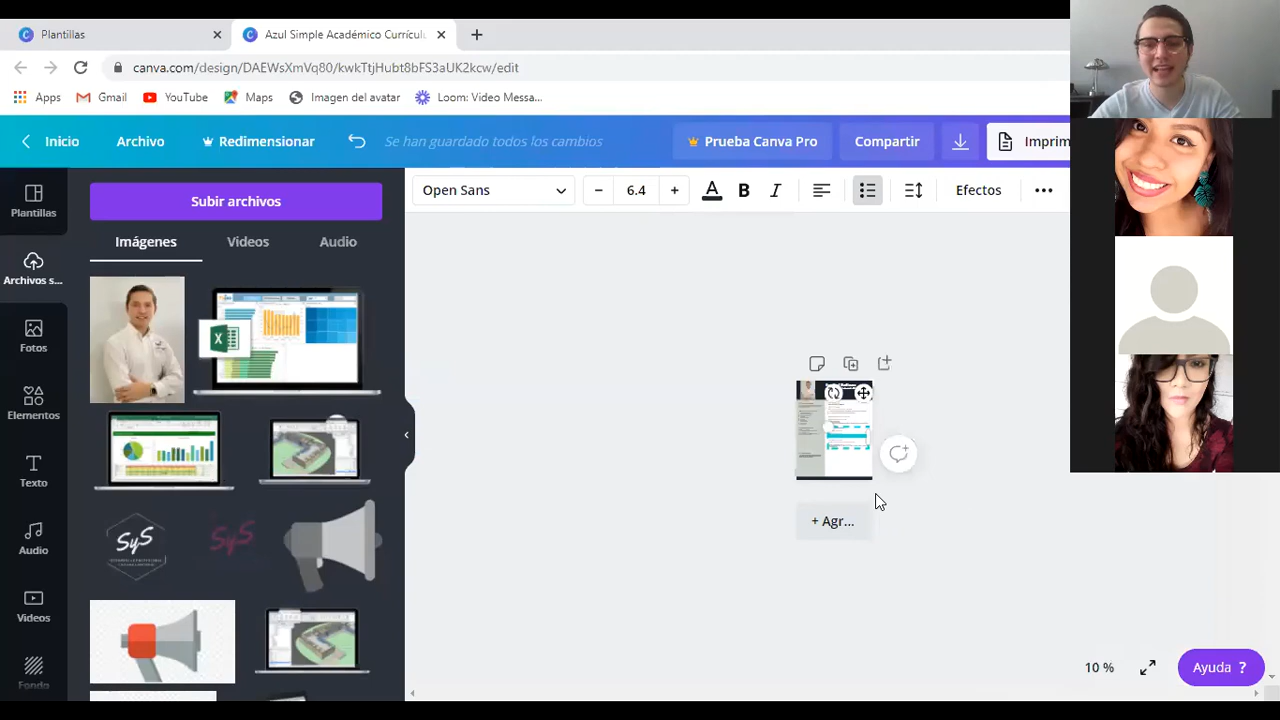 Plantillas
Azul Simple Académico Currícul
canva.com/design/DAEWsXmVq80/kwkTtjHubt8bFS3aUK2kcw/edit
Apps
Gmail
YouTube
Maps
Imagen del avatar
Loom: Video Messa...
Inicio
Archivo
Redimensionar
Se han guardado todos los cambios
Prueba Canva Pro
Compartir
Imprim
Plantillas
Archivos s...
Fotos
Elementos
Texto
Audio
Videos
Fondo
Subir archivos
Imágenes
Videos
Audio
SyS
SyS
Open Sans
− 6.4 +
A
B
I
Efectos
+ Agr...
10 %
Ayuda ?